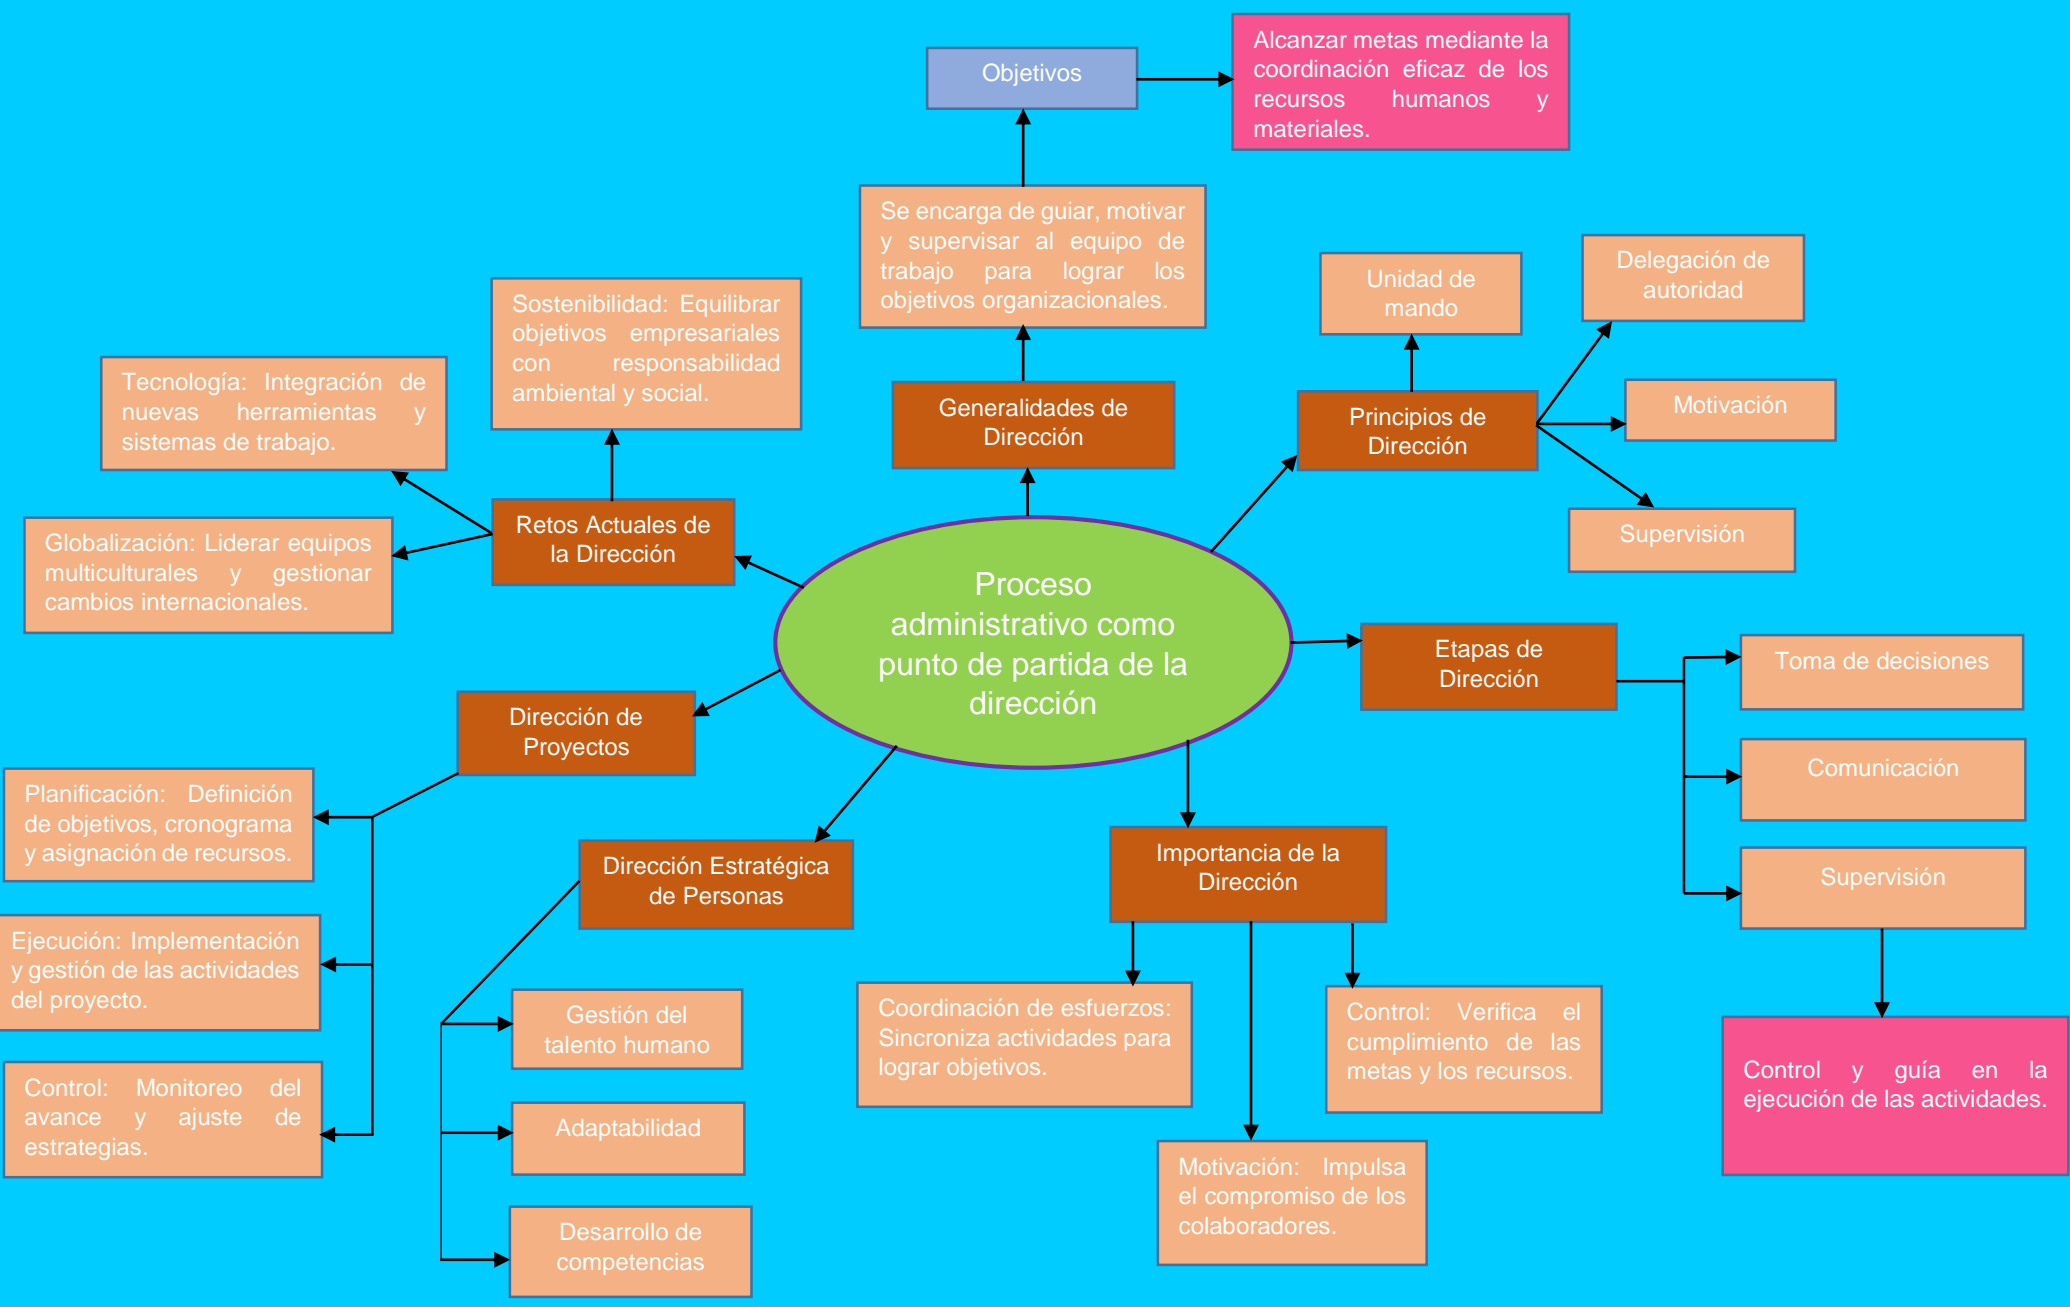 Objetivos
Alcanzar metas mediante la
coordinación eficaz de los
recursos humanos y
materiales.
Se encarga de guiar, motivar
y supervisar al equipo de
trabajo para lograr los
objetivos organizacionales.
Generalidades de
Dirección
Unidad de
mando
Delegación de
autoridad
Motivación
Principios de
Dirección
Supervisión
Sostenibilidad: Equilibrar
objetivos empresariales
con responsabilidad
ambiental y social.
Tecnología: Integración de
nuevas herramientas y
sistemas de trabajo.
Retos Actuales de
la Dirección
Globalización: Liderar equipos
multiculturales y gestionar
cambios internacionales.
Proceso
administrativo como
punto de partida de la
dirección
Etapas de
Dirección
Toma de decisiones
Comunicación
Supervisión
Control y guía en la
ejecución de las actividades.
Dirección de
Proyectos
Planificación: Definición
de objetivos, cronograma
y asignación de recursos.
Ejecución: Implementación
y gestión de las actividades
del proyecto.
Control: Monitoreo del
avance y ajuste de
estrategias.
Dirección Estratégica
de Personas
Gestión del
talento humano
Adaptabilidad
Desarrollo de
competencias
Importancia de la
Dirección
Coordinación de esfuerzos:
Sincroniza actividades para
lograr objetivos.
Motivación: Impulsa
el compromiso de los
colaboradores.
Control: Verifica el
cumplimiento de las
metas y los recursos.